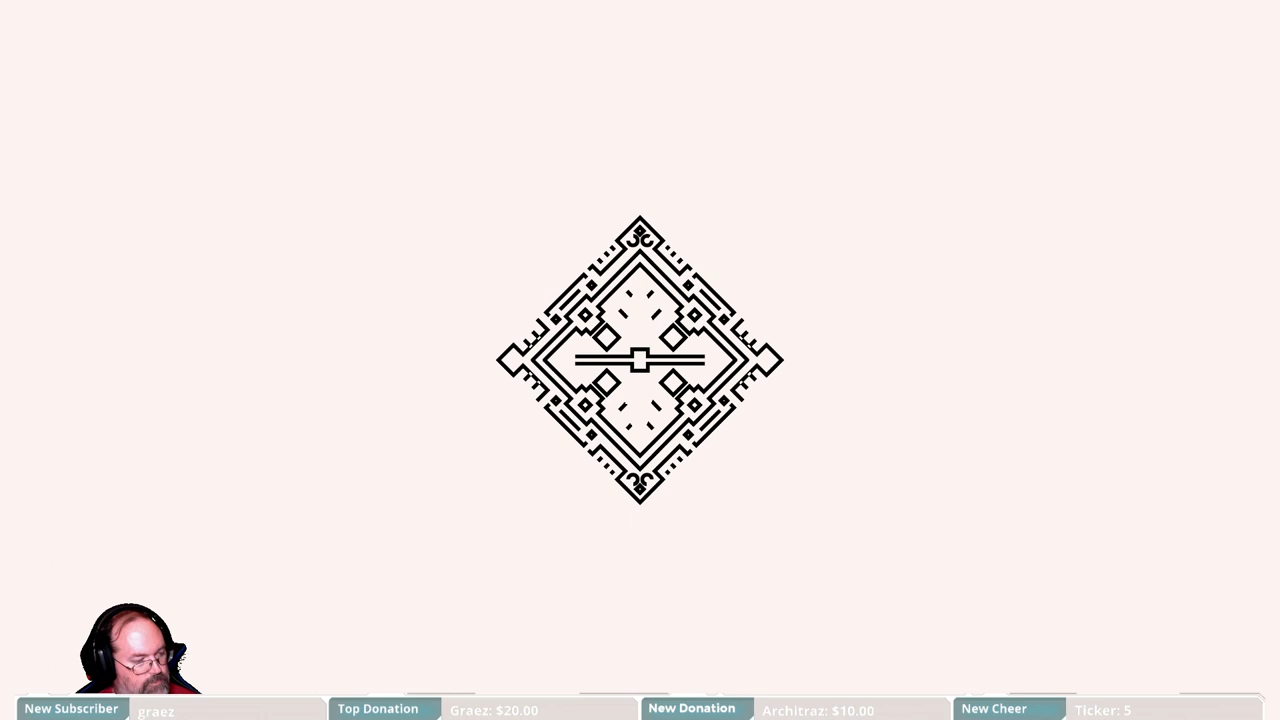 New Subscriber
graez
Top Donation
Graez: $20.00
New Donation
Architraz: $10.00
New Cheer
Ticker: 5